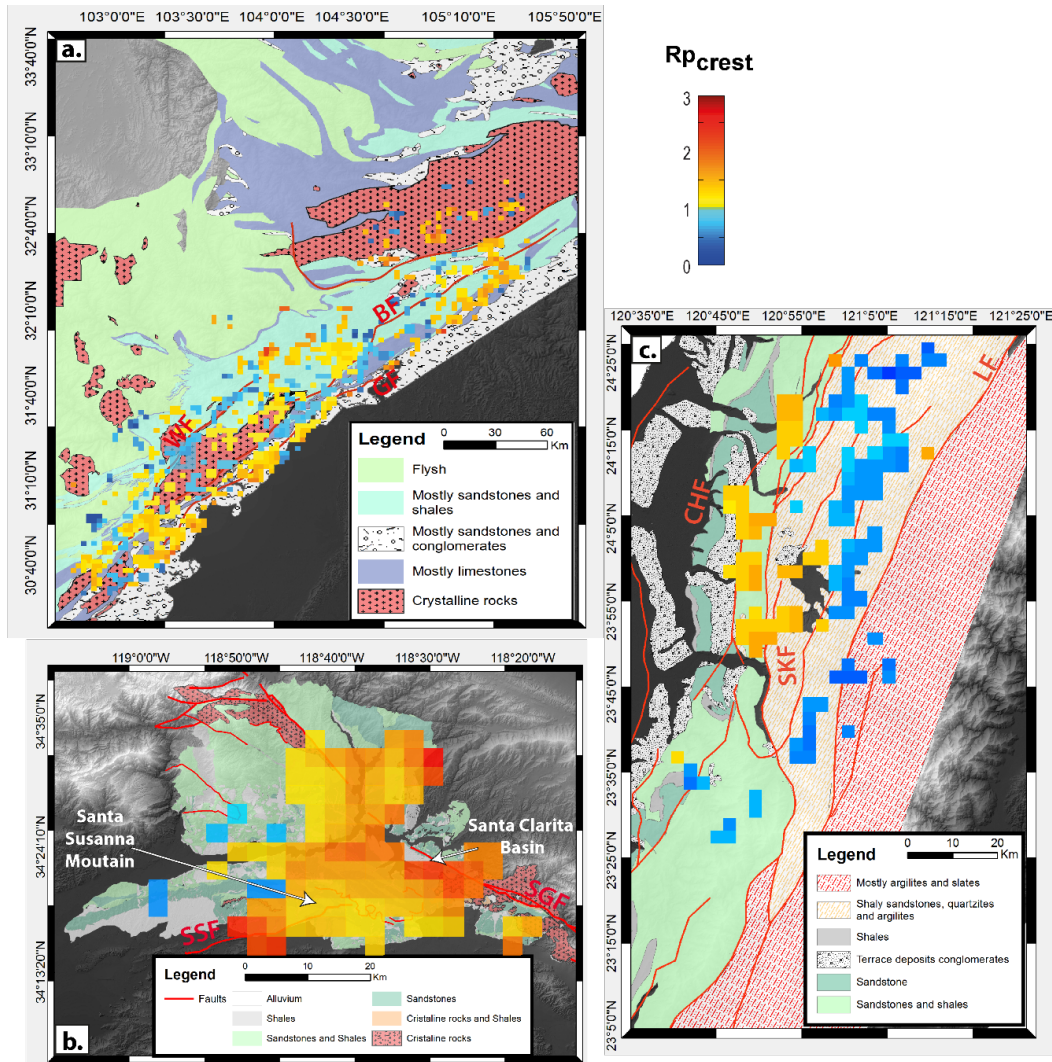 103°0'0"E 103°30'0"E 104°0'0"E 104°30'0"E 105°10'0"E 105°50'0"E
a.
33°40'0"N
33°10'0"N
32°40'0"N
32°10'0"N
31°40'0"N
31°10'0"N
30°40'0"N
BF
GF
WF
Legend
0 30 60
Km
Flysh
Mostly sandstones and
shales
Mostly sandstones and
conglomerates
Mostly limestones
Crystalline rocks
Rpcrest
3
2
1
0
119°0'0"W 118°50'0"W 118°40'0"W 118°30'0"W 118°20'0"W
34°35'0"N
34°24'10"N
34°13'20"N
Santa
Susanna
Moutain
Santa Clarita
Basin
SGF
SSF
b.
Legend
0 10 20
Km
Faults
Alluvium
Sandstones
Shales
Cristaline rocks and Shales
Sandstones and Shales
Cristaline rocks
120°35'0"E 120°45'0"E 120°55'0"E 121°5'0"E 121°15'0"E 121°25'0"E
c.
24°25'0"N
24°15'0"N
24°5'0"N
23°55'0"N
23°45'0"N
23°35'0"N
23°25'0"N
23°15'0"N
23°5'0"N
LF
CHF
SKF
Legend
0 10 20
Km
Mostly argilites and slates
Shaly sandstones, quartzites
and argilites
Shales
Terrace deposits conglomerates
Sandstone
Sandstones and shales